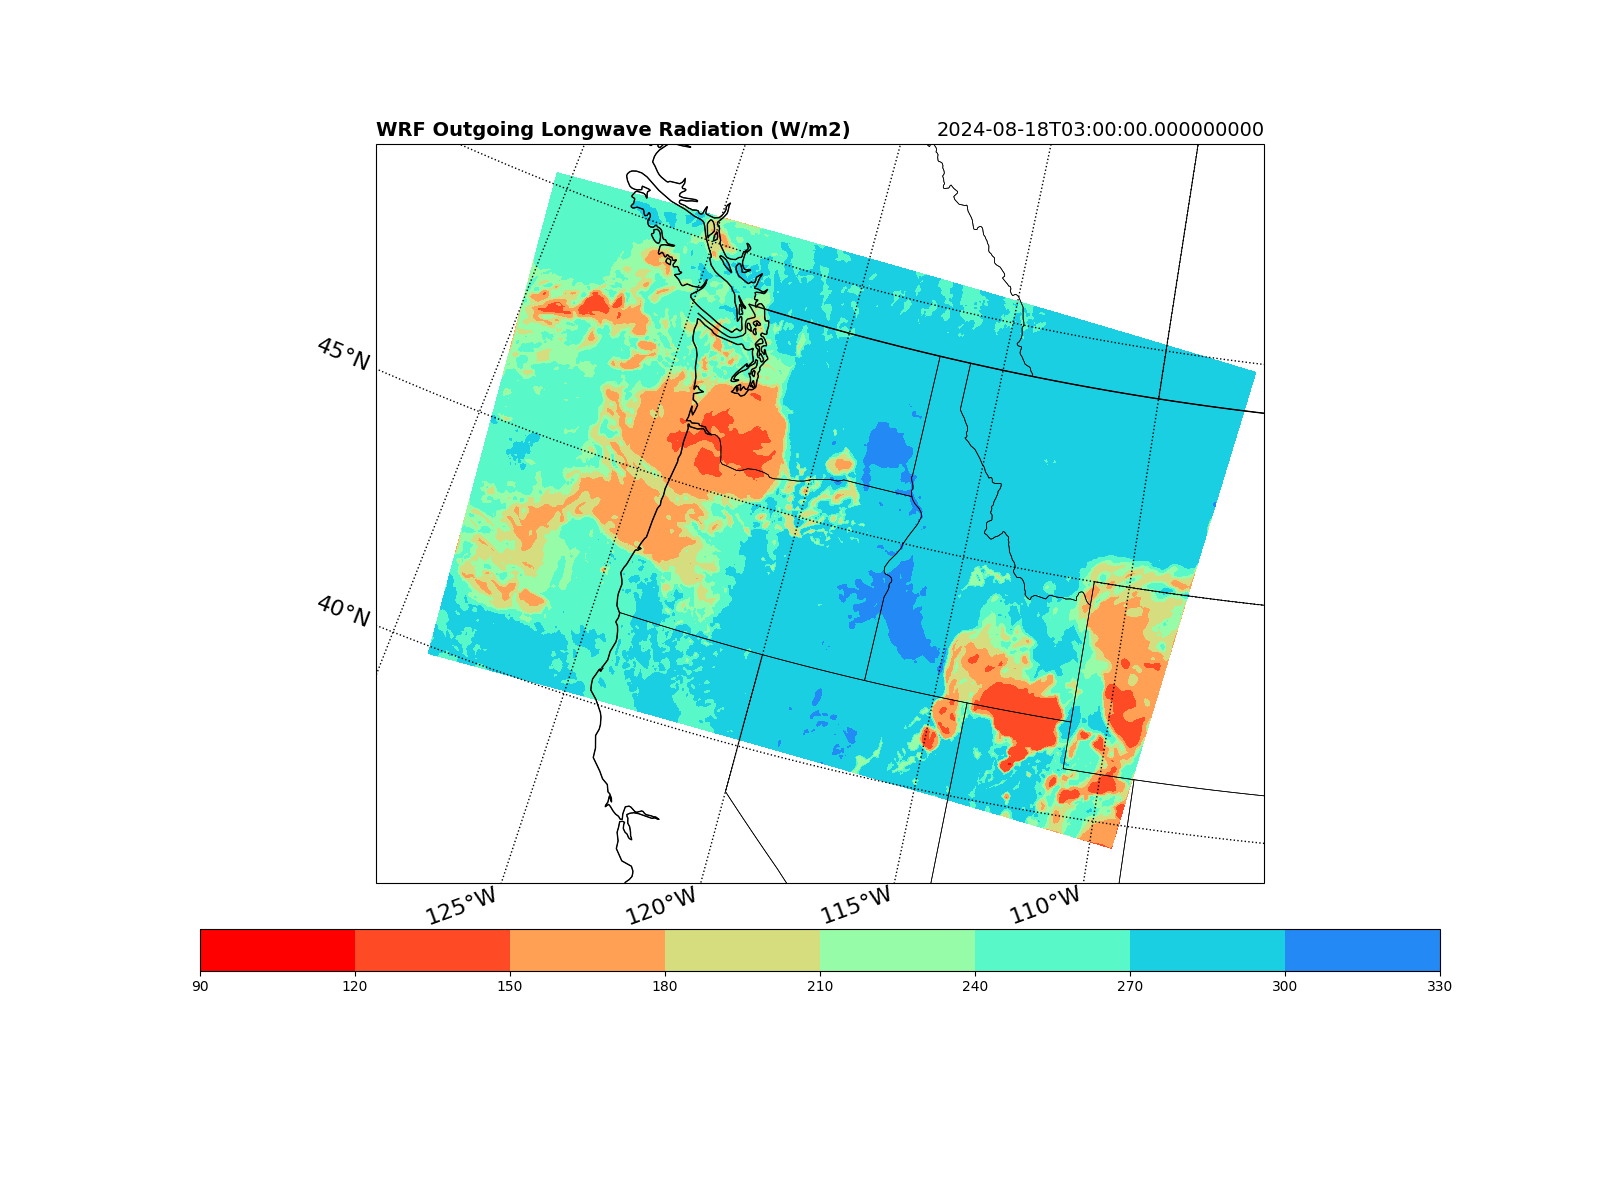 WRF Outgoing Longwave Radiation (W/m2) 2024-08-18T03:00:00.000000000
45°N
40°N
125°W 120°W 115°W 110°W
90 120 150 180 210 240 270 300 330